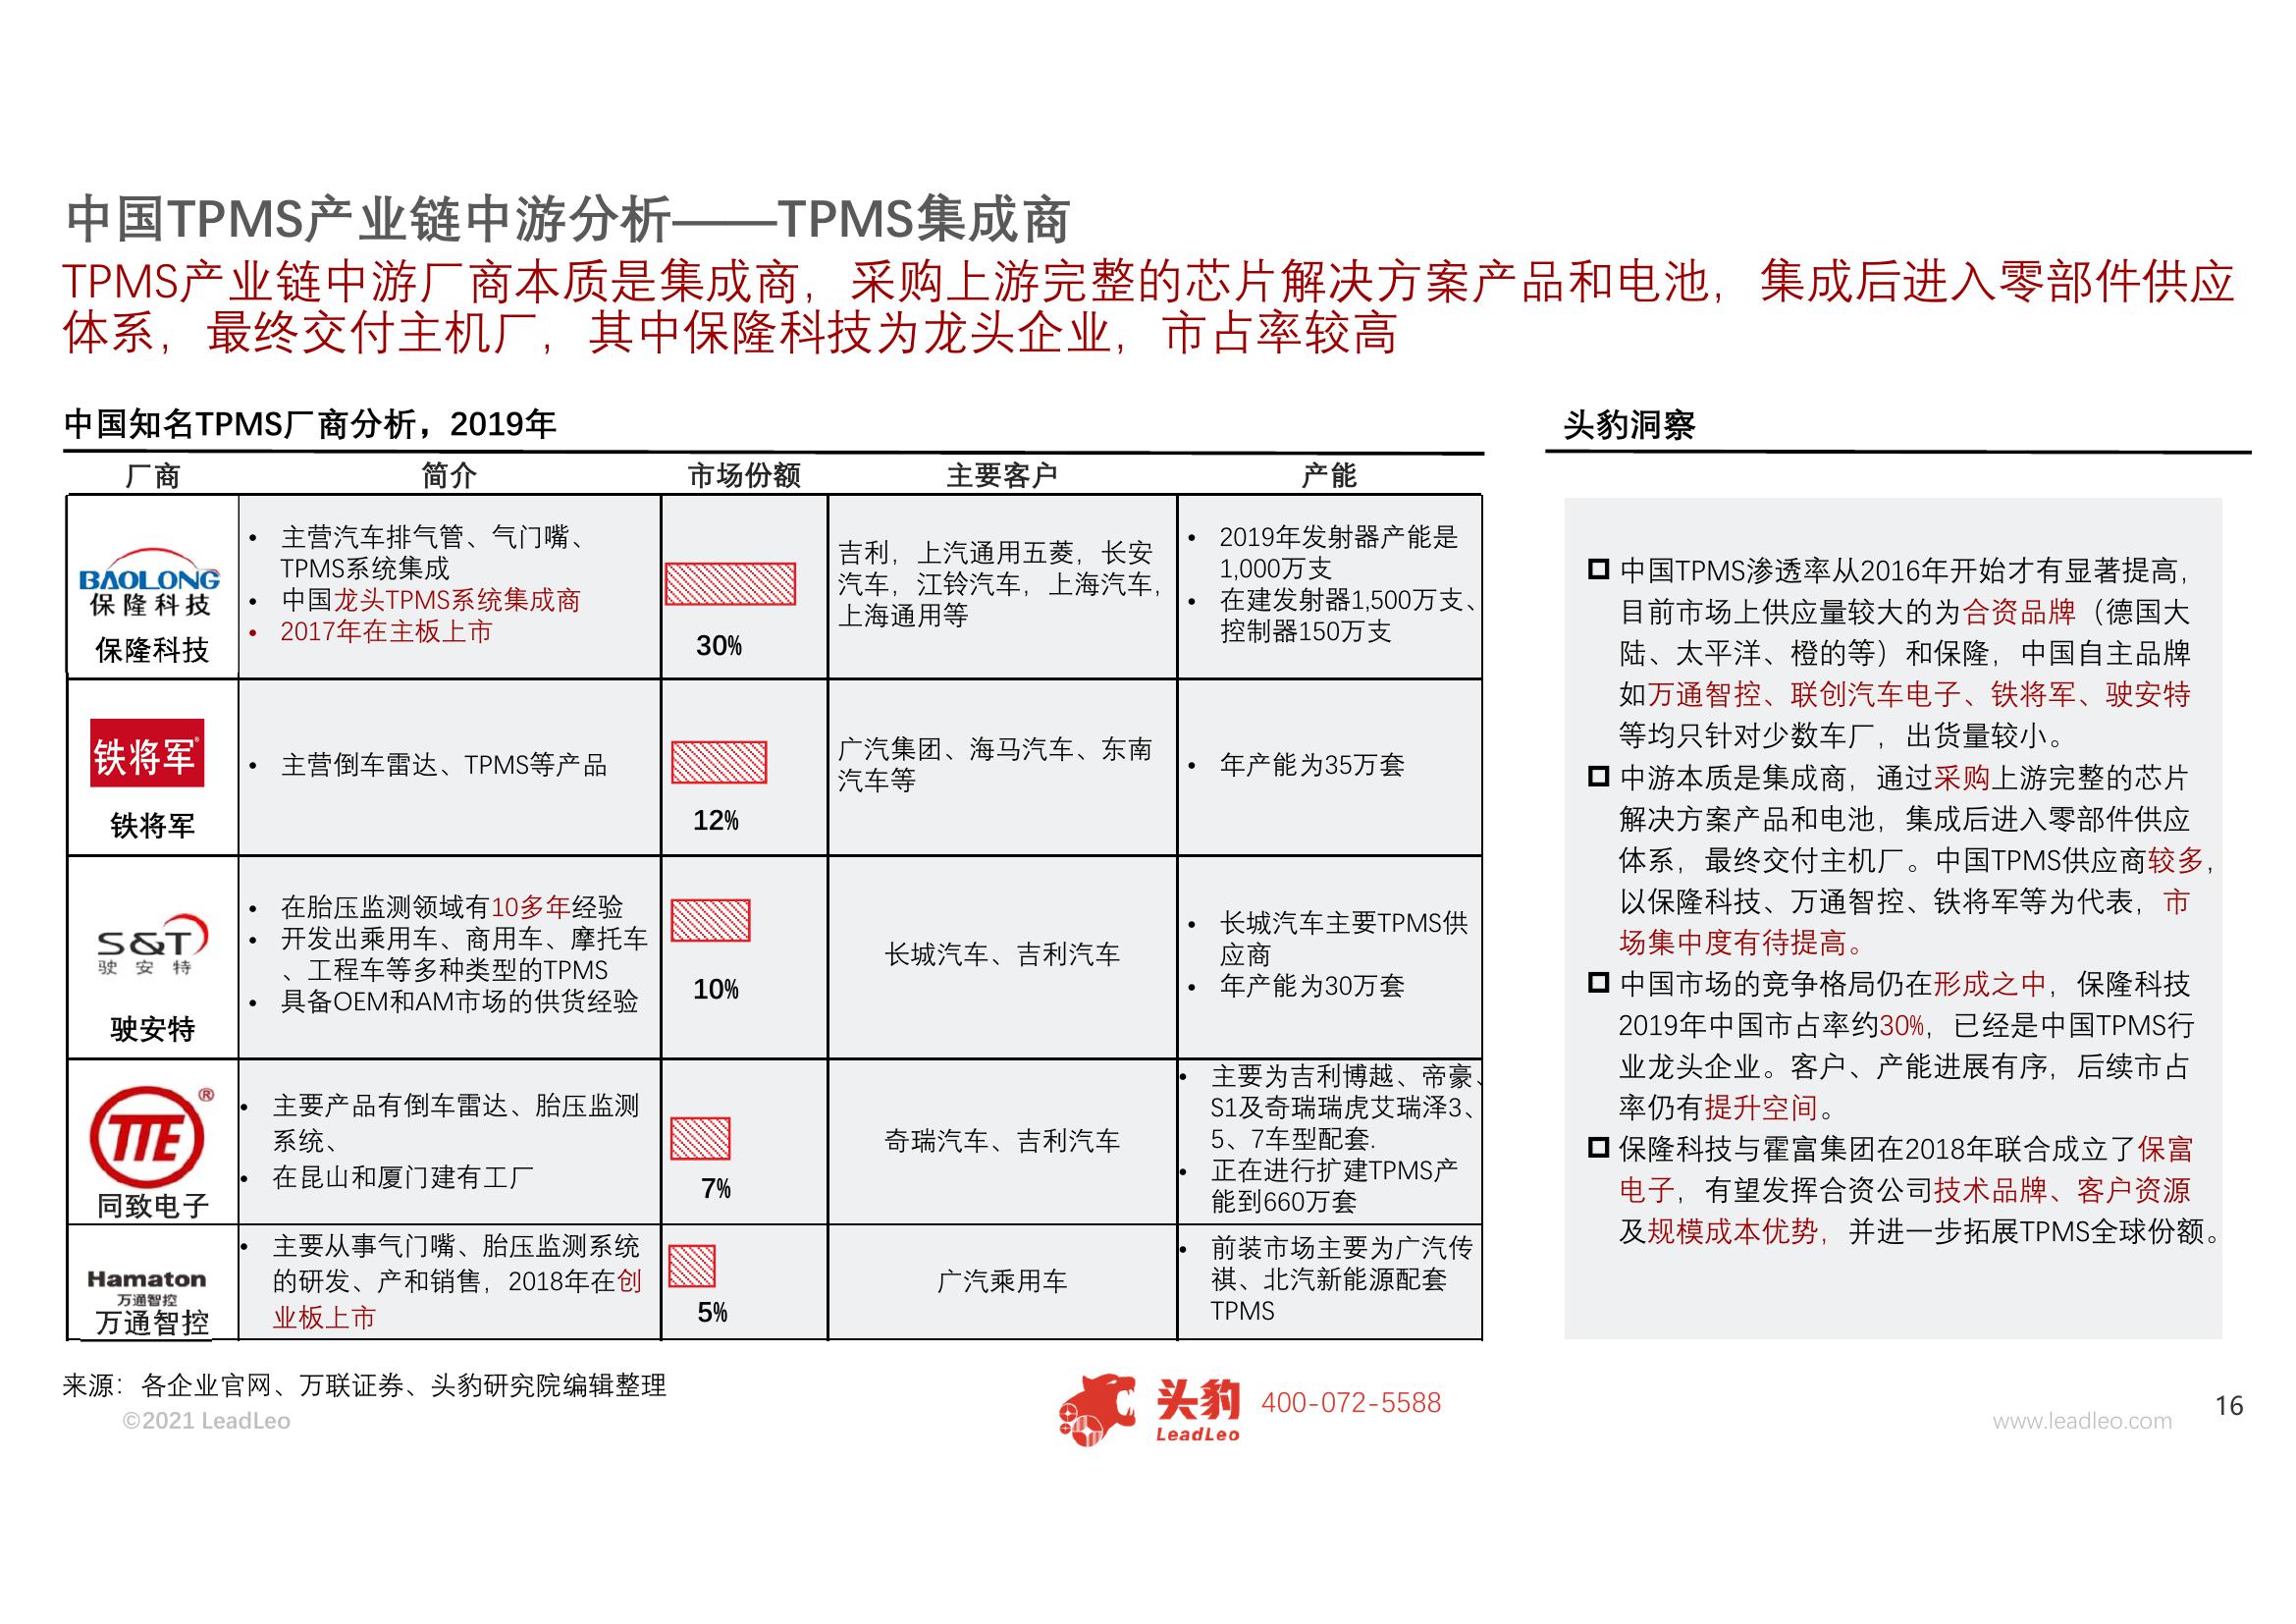 中国TPMS产业链中游分析——TPMS集成商
TPMS产业链中游厂商本质是集成商，采购上游完整的芯片解决方案产品和电池，集成后进入零部件供应
体系，最终交付主机厂，其中保隆科技为龙头企业，市占率较高
中国知名TPMS厂商分析，2019年
厂商
简介
市场份额
主要客户
产能
BAOLONG
保隆科技
保隆科技
• 主营汽车排气管、气门嘴、
TPMS系统集成
• 中国龙头TPMS系统集成商
• 2017年在主板上市
30%
吉利，上汽通用五菱，长安
汽车，江铃汽车，上海汽车，
上海通用等
• 2019年发射器产能是
1,000万支
• 在建发射器1,500万支、
控制器150万支
铁将军®
铁将军
• 主营倒车雷达、TPMS等产品
12%
广汽集团、海马汽车、东南
汽车等
• 年产能为35万套
S&T
驶安特
驶安特
• 在胎压监测领域有10多年经验
• 开发出乘用车、商用车、摩托车
、工程车等多种类型的TPMS
• 具备OEM和AM市场的供货经验
10%
长城汽车、吉利汽车
• 长城汽车主要TPMS供
应商
• 年产能为30万套
TTE®
同致电子
• 主要产品有倒车雷达、胎压监测
系统、
• 在昆山和厦门建有工厂
7%
奇瑞汽车、吉利汽车
• 主要为吉利博越、帝豪、
S1及奇瑞瑞虎艾瑞泽3、
5、7车型配套.
• 正在进行扩建TPMS产
能到660万套
Hamaton
万通智控
万通智控
• 主要从事气门嘴、胎压监测系统
的研发、产和销售，2018年在创
业板上市
5%
广汽乘用车
• 前装市场主要为广汽传
祺、北汽新能源配套
TPMS
头豹洞察
中国TPMS渗透率从2016年开始才有显著提高，
目前市场上供应量较大的为合资品牌（德国大
陆、太平洋、橙的等）和保隆，中国自主品牌
如万通智控、联创汽车电子、铁将军、驶安特
等均只针对少数车厂，出货量较小。
中游本质是集成商，通过采购上游完整的芯片
解决方案产品和电池，集成后进入零部件供应
体系，最终交付主机厂。中国TPMS供应商较多，
以保隆科技、万通智控、铁将军等为代表，市
场集中度有待提高。
中国市场的竞争格局仍在形成之中，保隆科技
2019年中国市占率约30%，已经是中国TPMS行
业龙头企业。客户、产能进展有序，后续市占
率仍有提升空间。
保隆科技与霍富集团在2018年联合成立了保富
电子，有望发挥合资公司技术品牌、客户资源
及规模成本优势，并进一步拓展TPMS全球份额。
来源：各企业官网、万联证券、头豹研究院编辑整理
©2021 LeadLeo
头豹
LeadLeo
400-072-5588
www.leadleo.com
16